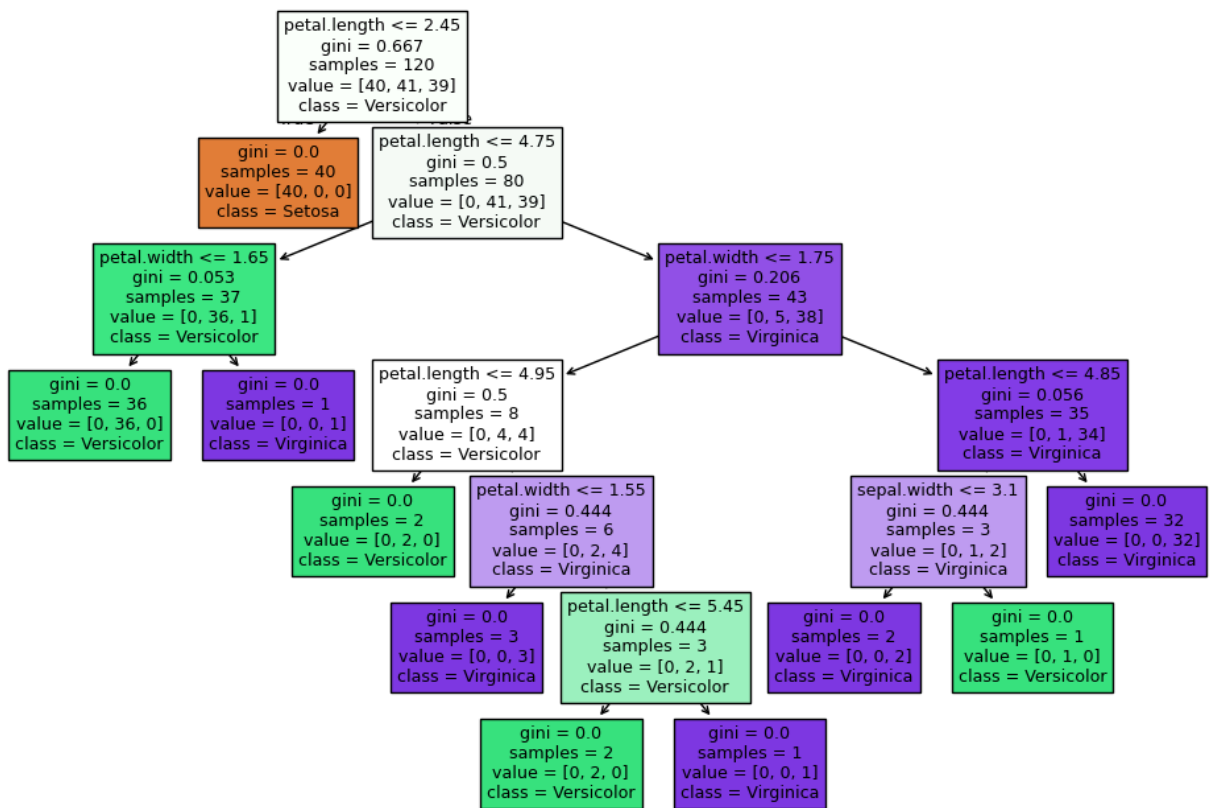 petal.length <= 2.45
gini = 0.667
samples = 120
value = [40, 41, 39]
class = Versicolor
gini = 0.0
samples = 40
value = [40, 0, 0]
class = Setosa
petal.length <= 4.75
gini = 0.5
samples = 80
value = [0, 41, 39]
class = Versicolor
petal.width <= 1.65
gini = 0.053
samples = 37
value = [0, 36, 1]
class = Versicolor
petal.width <= 1.75
gini = 0.206
samples = 43
value = [0, 5, 38]
class = Virginica
gini = 0.0
samples = 36
value = [0, 36, 0]
class = Versicolor
gini = 0.0
samples = 1
value = [0, 0, 1]
class = Virginica
petal.length <= 4.95
gini = 0.5
samples = 8
value = [0, 4, 4]
class = Versicolor
petal.length <= 4.85
gini = 0.056
samples = 35
value = [0, 1, 34]
class = Virginica
gini = 0.0
samples = 2
value = [0, 2, 0]
class = Versicolor
petal.width <= 1.55
gini = 0.444
samples = 6
value = [0, 2, 4]
class = Virginica
sepal.width <= 3.1
gini = 0.444
samples = 3
value = [0, 1, 2]
class = Virginica
gini = 0.0
samples = 32
value = [0, 0, 32]
class = Virginica
gini = 0.0
samples = 3
value = [0, 0, 3]
class = Virginica
petal.length <= 5.45
gini = 0.444
samples = 3
value = [0, 2, 1]
class = Versicolor
gini = 0.0
samples = 2
value = [0, 0, 2]
class = Virginica
gini = 0.0
samples = 1
value = [0, 1, 0]
class = Versicolor
gini = 0.0
samples = 2
value = [0, 2, 0]
class = Versicolor
gini = 0.0
samples = 1
value = [0, 0, 1]
class = Virginica